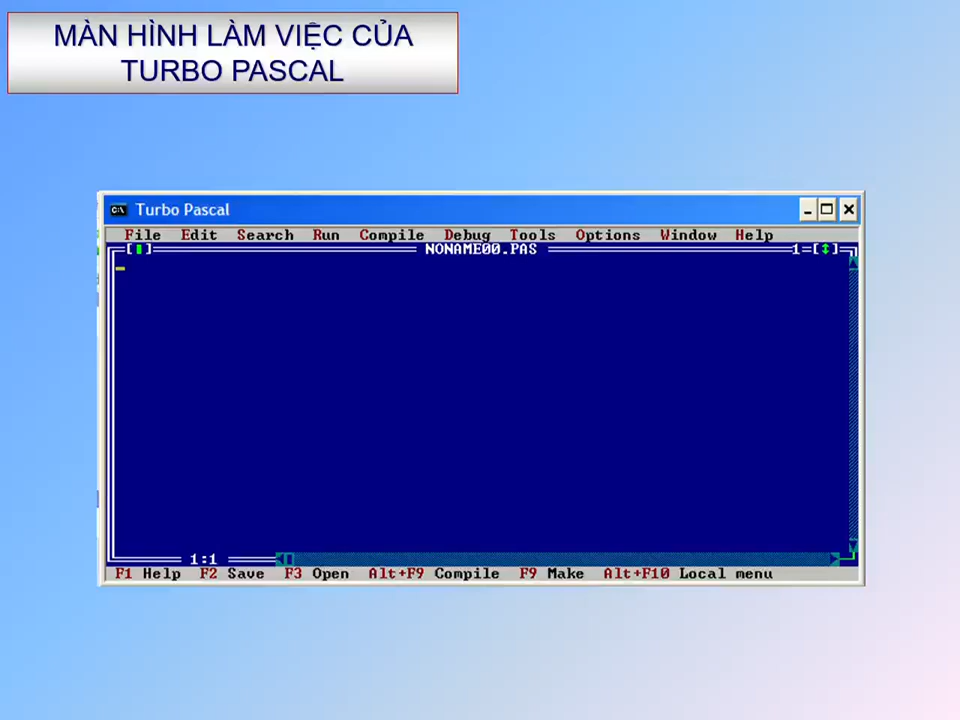 MÀN HÌNH LÀM VIỆC CỦA
TURBO PASCAL
C:\ Turbo Pascal
File Edit Search Run Compile Debug Tools Options Window Help
NONAME00.PAS 1=[↕]
1:1
F1 Help F2 Save F3 Open Alt+F9 Compile F9 Make Alt+F10 Local menu